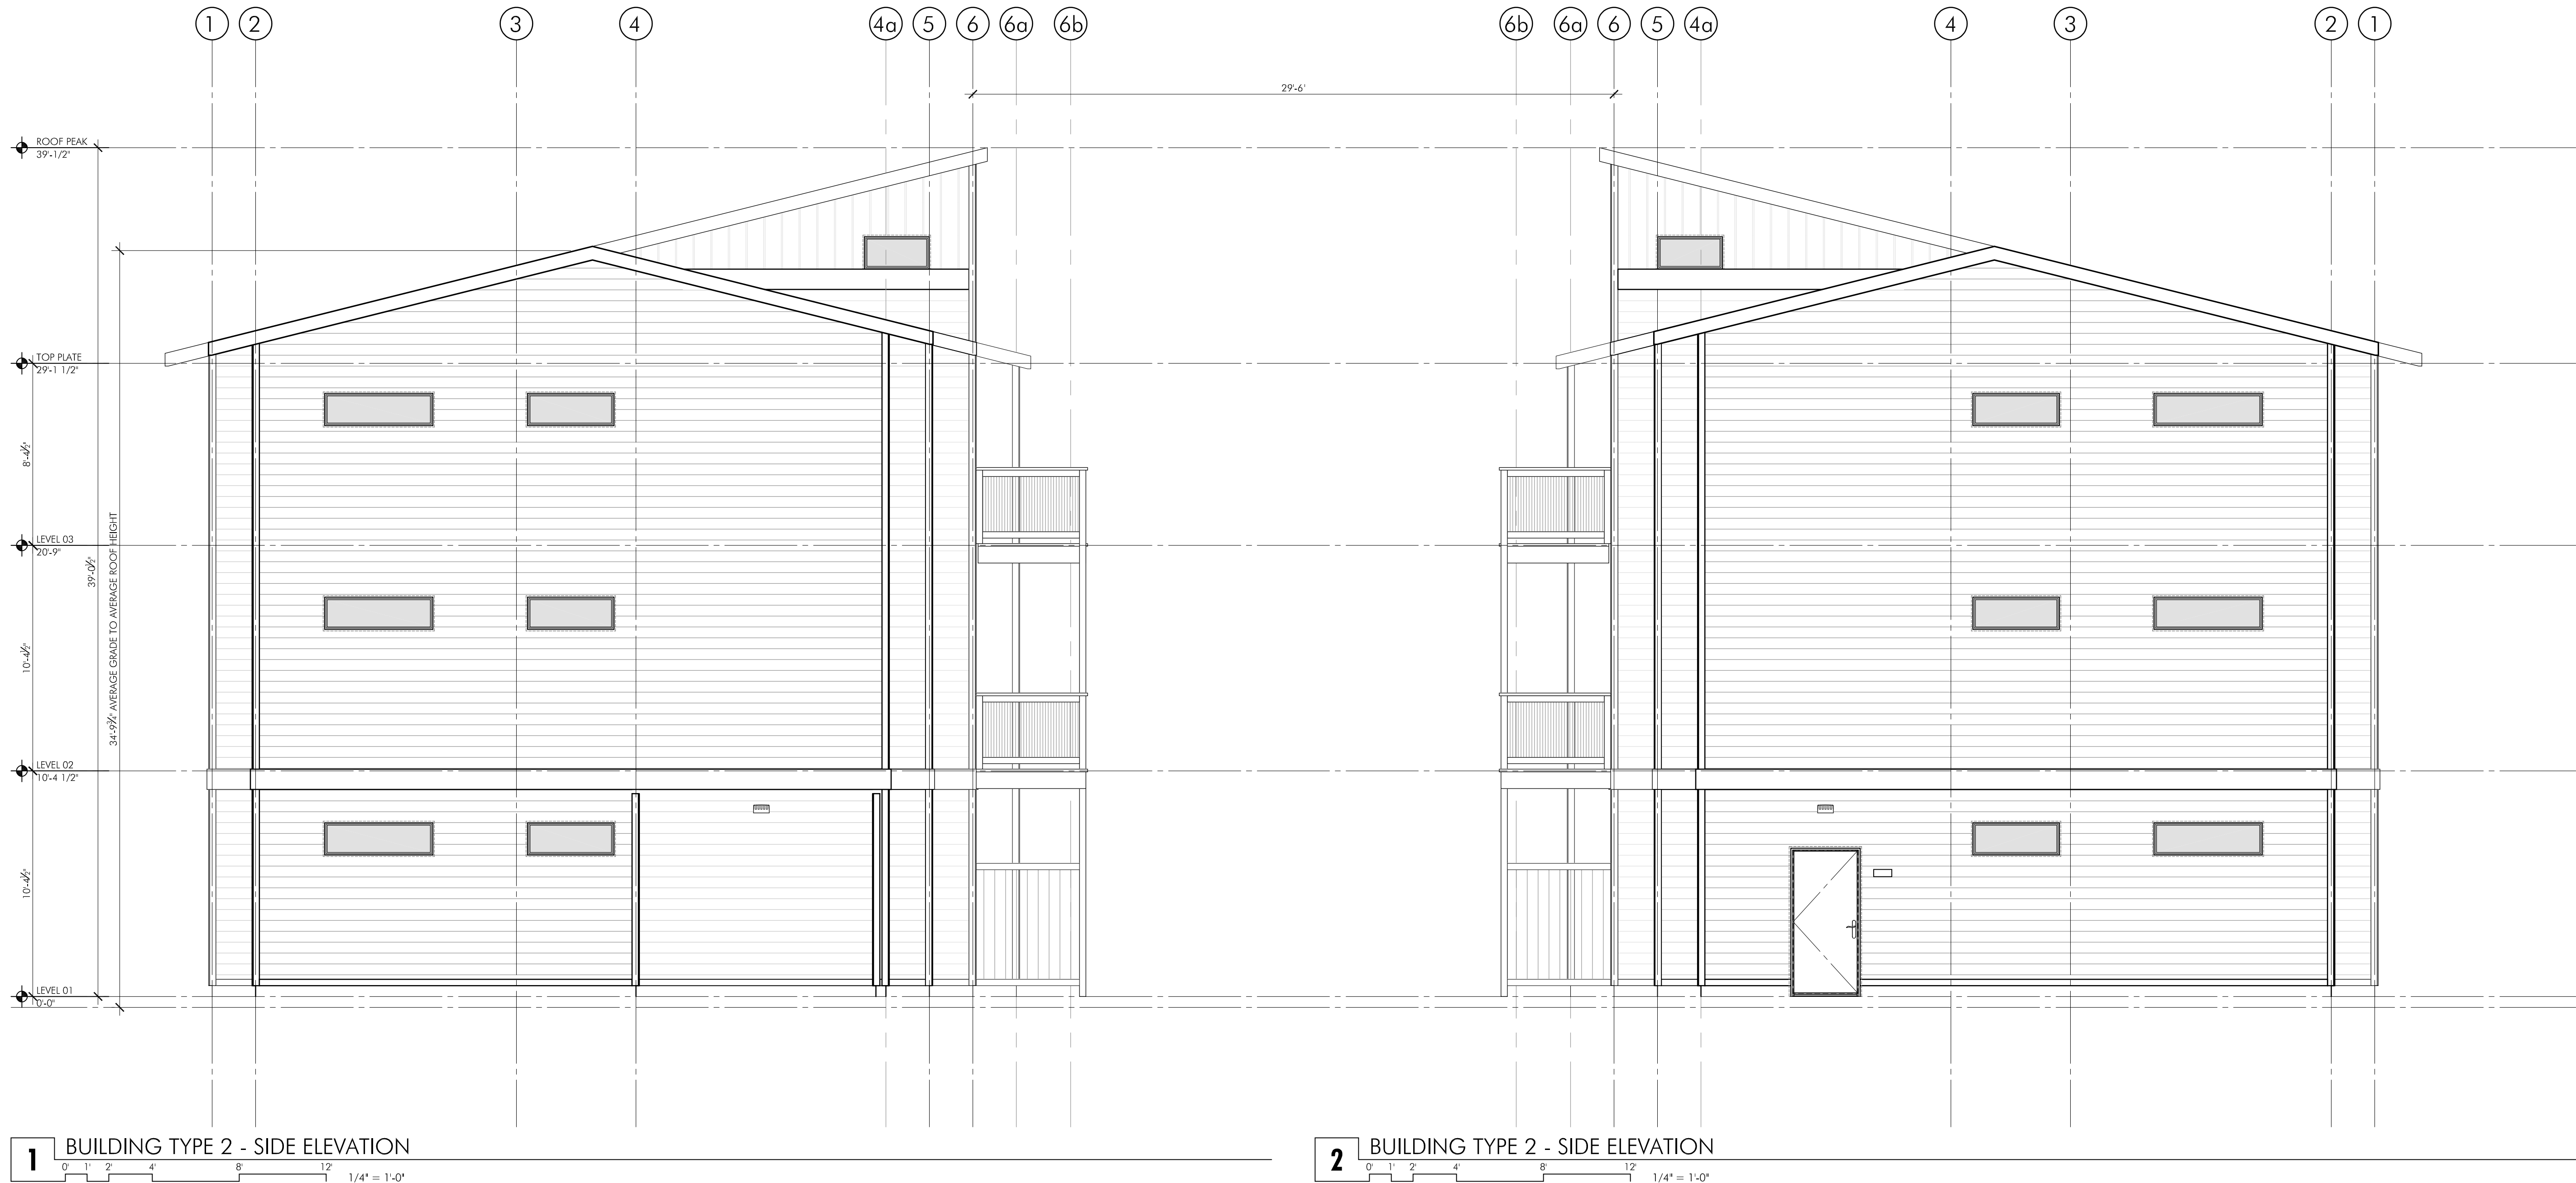 1 2 3 4 4a 5 6 6a 6b 6b 6a 6 5 4a 4 3 2 1
29'-6'
ROOF PEAK
39'-1/2"
TOP PLATE
29'-1 1/2"
8'-4½"
LEVEL 03
20'-9"
39'-0½"
34'-9¾" AVERAGE GRADE TO AVERAGE ROOF HEIGHT
10'-4½"
LEVEL 02
10'-4 1/2"
10'-4½"
LEVEL 01
0'-0"
1 BUILDING TYPE 2 - SIDE ELEVATION
0' 1' 2' 4' 8' 12'
1/4" = 1'-0"
2 BUILDING TYPE 2 - SIDE ELEVATION
0' 1' 2' 4' 8' 12'
1/4" = 1'-0"